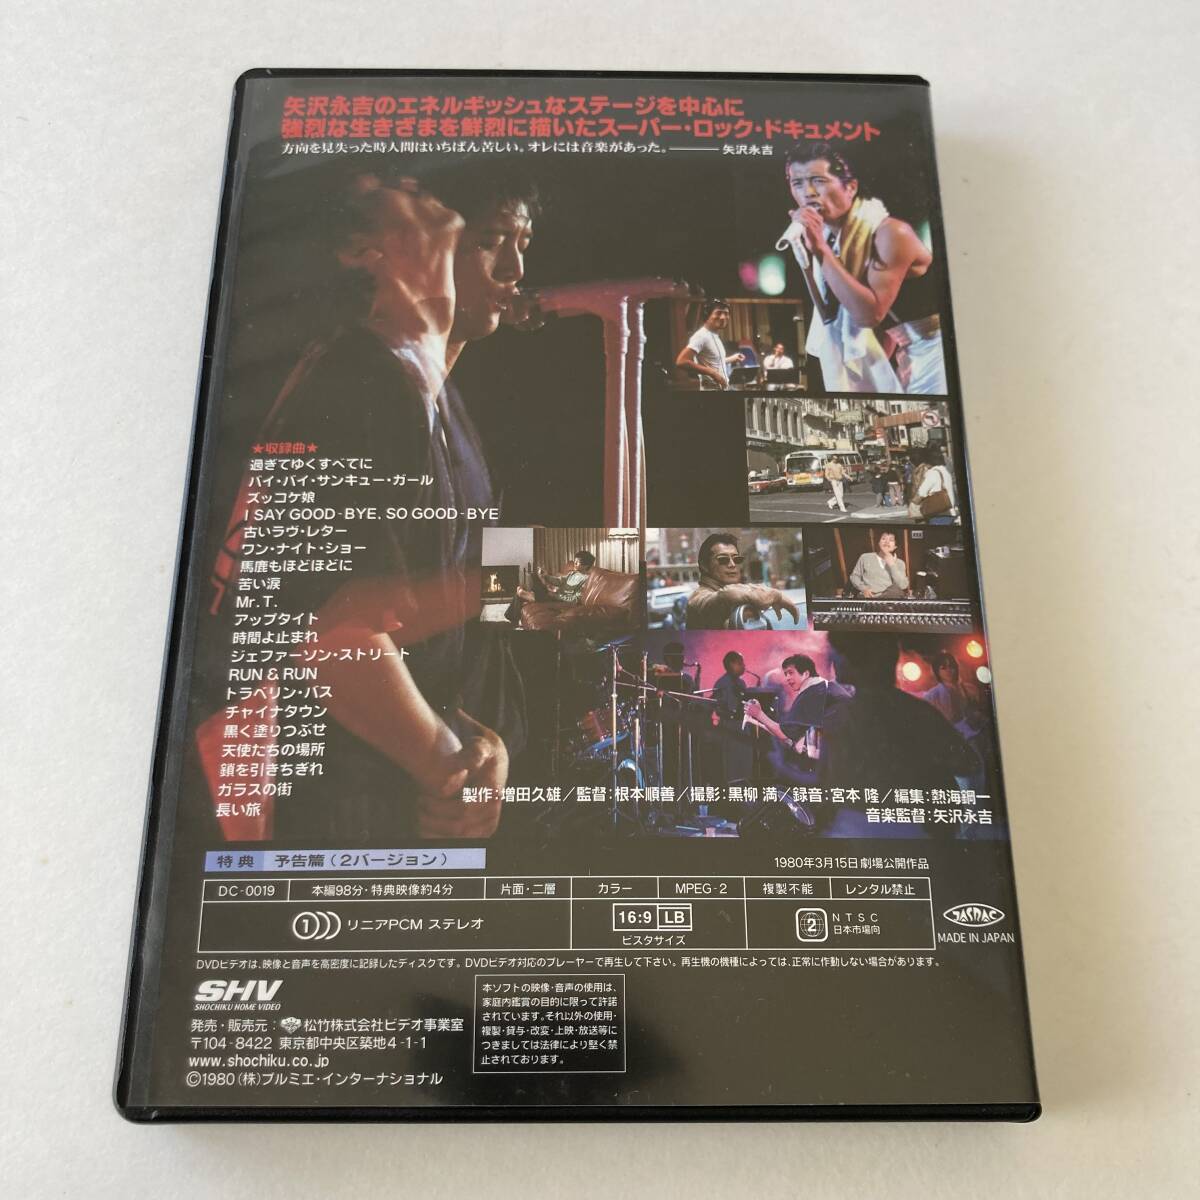 矢沢永吉のエネルギッシュなステージを中心に
強烈な生きざまを鮮烈に描いたスーパー・ロック・ドキュメント
方向を見失った時人間はいちばん苦しい。オレには音楽があった。――― 矢沢永吉
★収録曲★
過ぎてゆくすべてに
バイ・バイ・サンキュー・ガール
ズッコケ娘
I SAY GOOD-BYE, SO GOOD-BYE
古いラヴ・レター
ワン・ナイト・ショー
馬鹿もほどほどに
苦い涙
Mr. T.
アップタイト
時間よ止まれ
ジェファーソン・ストリート
RUN & RUN
トラベリン・バス
チャイナタウン
黒く塗りつぶせ
天使たちの場所
鎖を引きちぎれ
ガラスの街
長い旅
製作：増田久雄／監督：根本順善／撮影：黒柳 満／録音：宮本 隆／編集：熱海鋼一
音楽監督：矢沢永吉
特典 予告篇（2バージョン）
1980年3月15日劇場公開作品
DC-0019 本編98分・特典映像約4分 片面・二層 カラー MPEG-2 複製不能 レンタル禁止
1 リニアPCM ステレオ
16:9 LB
ビスタサイズ
2 NTSC
日本市場向
JASRAC
MADE IN JAPAN
DVDビデオは、映像と音声を高密度に記録したディスクです。DVDビデオ対応のプレーヤーで再生して下さい。再生機の機種によっては、正常に作動しない場合があります。
SHV
SHOCHIKU HOME VIDEO
発売・販売元：松竹株式会社ビデオ事業室
〒104-8422 東京都中央区築地4-1-1
www.shochiku.co.jp
©1980（株）プルミエ・インターナショナル
本ソフトの映像・音声の使用は、
家庭内鑑賞の目的に限って許諾
されています。それ以外の使用・
複製・貸与・改変・上映・放送等に
つきましては法律により堅く禁
止されております。